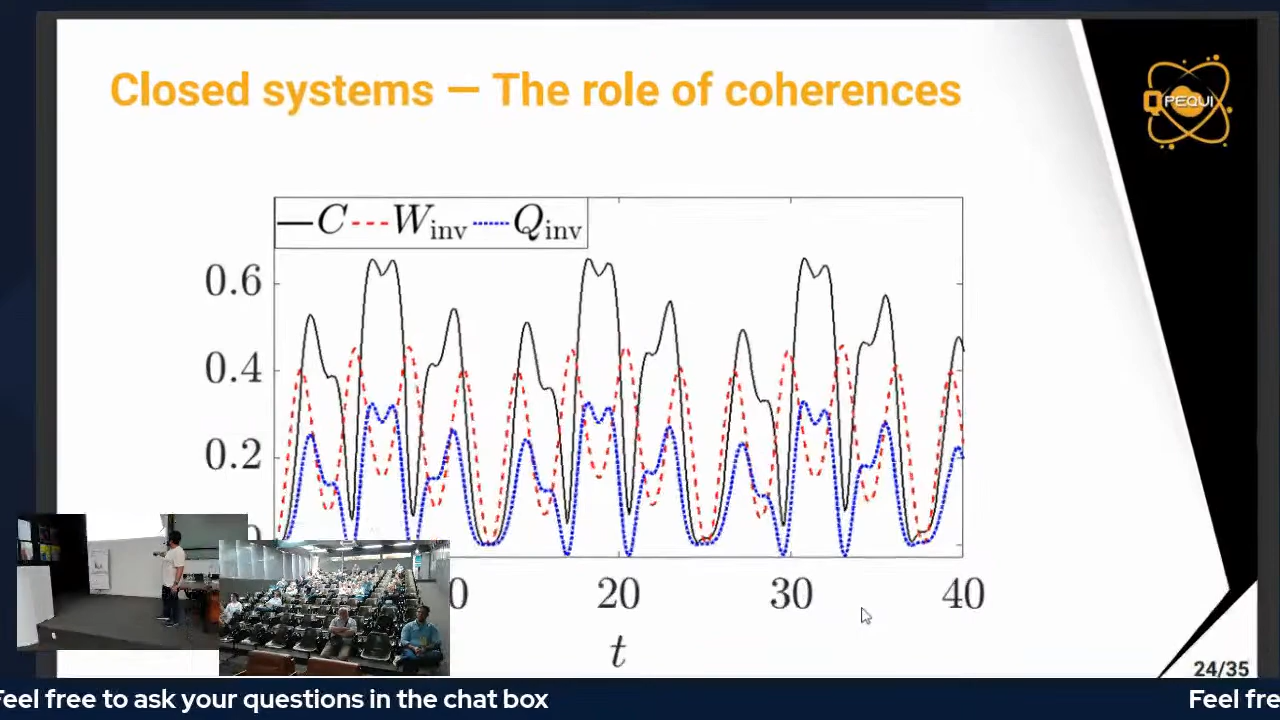 Closed systems — The role of coherences
Q PEQUI
C W_inv Q_inv
0.6
0.4
0.2
0
0 20 30 40
t
24/35
Feel free to ask your questions in the chat box
Feel fre